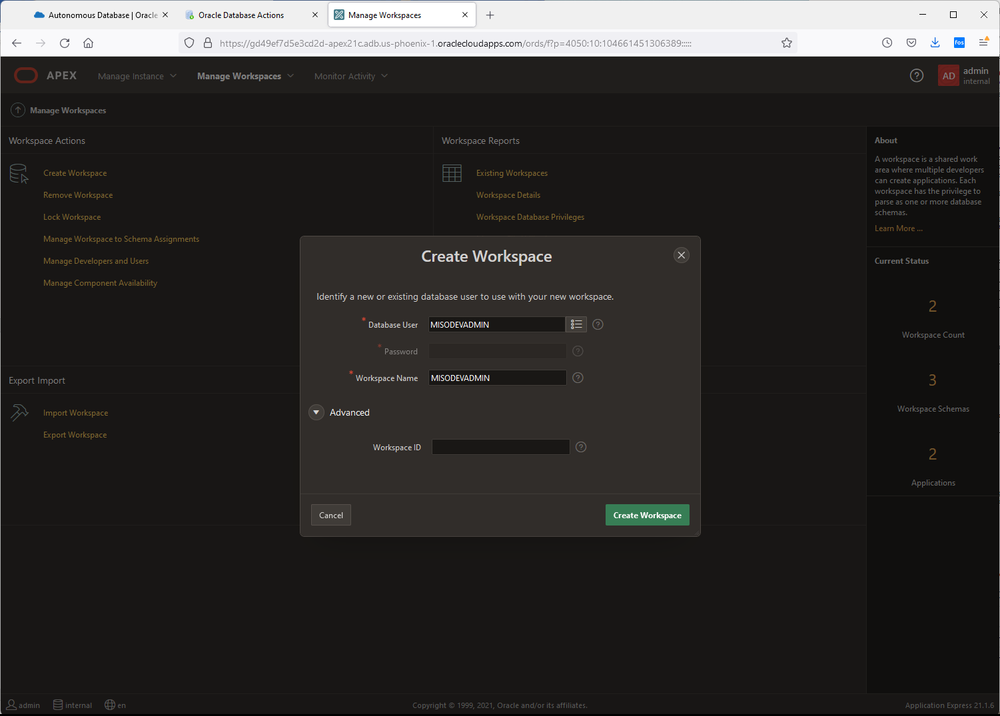 Autonomous Database | Oracle
Oracle Database Actions
Manage Workspaces
https://gd49ef7d5e3cd2d-apex21c.adb.us-phoenix-1.oraclecloudapps.com/ords/f?p=4050:10:104661451306389:::::
fos
APEX
Manage Instance
Manage Workspaces
Monitor Activity
AD
admin
internal
Manage Workspaces
Workspace Actions
Create Workspace
Remove Workspace
Lock Workspace
Manage Workspace to Schema Assignments
Manage Developers and Users
Manage Component Availability
Workspace Reports
Existing Workspaces
Workspace Details
Workspace Database Privileges
About
A workspace is a shared work
area where multiple developers
can create applications. Each
workspace has the privilege to
parse as one or more database
schemas.
Learn More ...
Current Status
2
Workspace Count
3
Workspace Schemas
2
Applications
Export Import
Import Workspace
Export Workspace
Create Workspace
Identify a new or existing database user to use with your new workspace.
* Database User MISODEVADMIN
* Password
* Workspace Name MISODEVADMIN
Advanced
Workspace ID
Cancel
Create Workspace
admin internal en
Copyright © 1999, 2021, Oracle and/or its affiliates.
Application Express 21.1.6